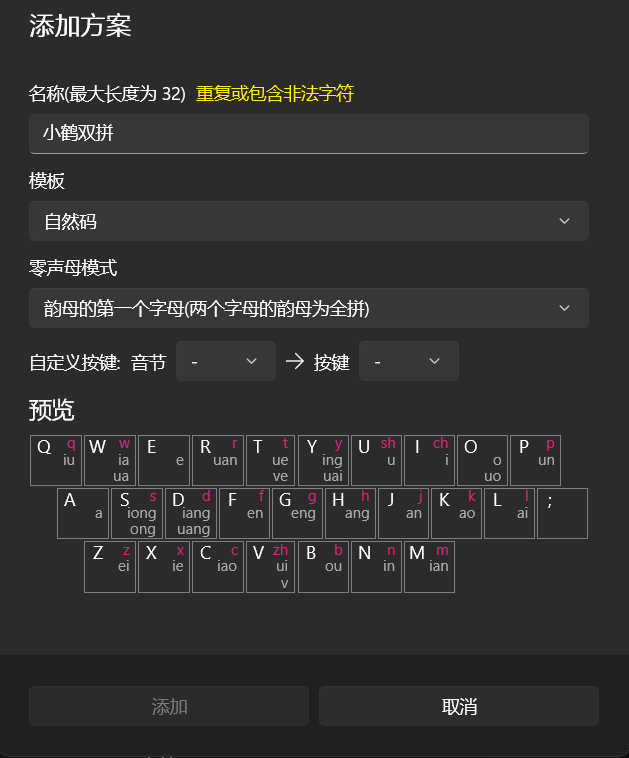 添加方案
名称(最大长度为 32) 重复或包含非法字符
小鹤双拼
模板
自然码
零声母模式
韵母的第一个字母(两个字母的韵母为全拼)
自定义按键: 音节 - → 按键 -
预览
Q q iu W w ia ua E e R r uan T t ue ve Y y ing uai U sh u I ch i O o uo P p un
A a S s iong ong D d iang uang F f en G g eng H h ang J j an K k ao L l ai ;
Z z ei X x ie C c iao V zh ui v B b ou N n in M m ian
添加 取消